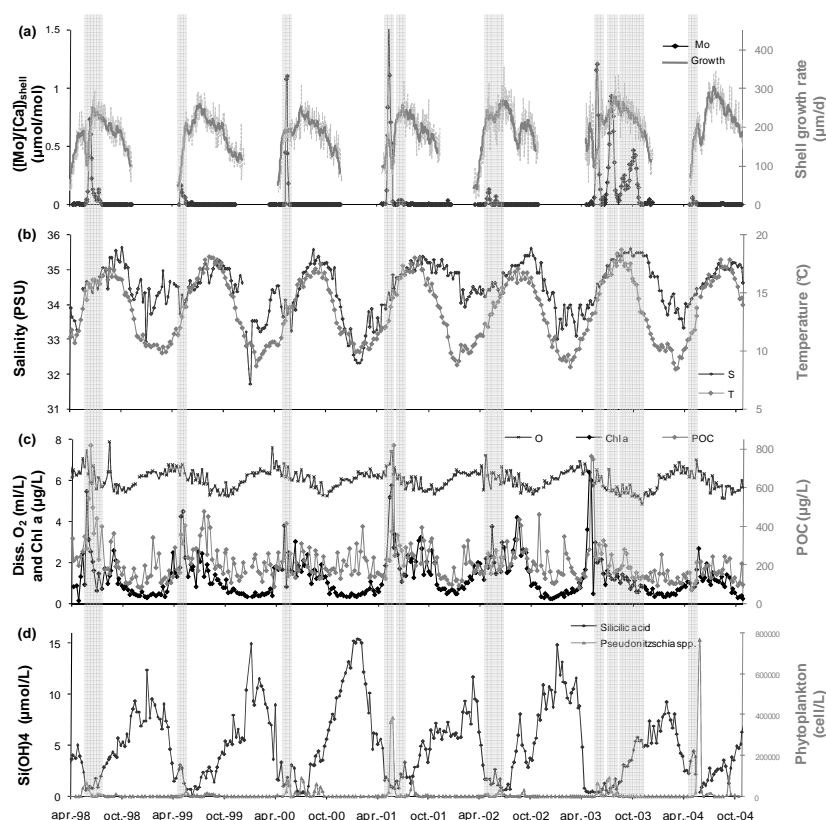 (a)
([Mo]/[Ca])shell
(µmol/mol)
1.5
1
0.5
0
Mo
Growth
400
300
200
100
0
Shell growth rate
(µm/d)
(b)
Salinity (PSU)
36
35
34
33
32
31
S
T
20
15
10
5
Temperature (°C)
(c)
Diss. O2 (ml/L)
and Chl a (µg/L)
8
6
4
2
0
O
Chl a
POC
800
600
400
200
0
POC (µg/L)
(d)
Si(OH)4 (µmol/L)
15
10
5
0
Silicilic acid
Pseudonitzschia spp.
800000
600000
400000
200000
0
Phytoplankton
(cell/L)
apr.-98 oct.-98 apr.-99 oct.-99 apr.-00 oct.-00 apr.-01 oct.-01 apr.-02 oct.-02 apr.-03 oct.-03 apr.-04 oct.-04